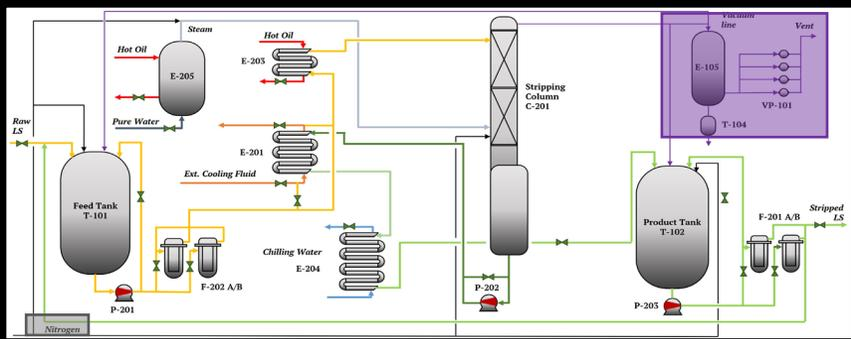 Vacuum
line
Vent
Steam
Hot Oil
Hot Oil
E-203
E-205
E-105
VP-101
Stripping
Column
C-201
T-104
Raw
LS
Pure Water
E-201
Ext. Cooling Fluid
Feed Tank
T-101
Product Tank
T-102
Stripped
LS
F-201 A/B
Chilling Water
E-204
F-202 A/B
P-202
P-201
P-203
Nitrogen